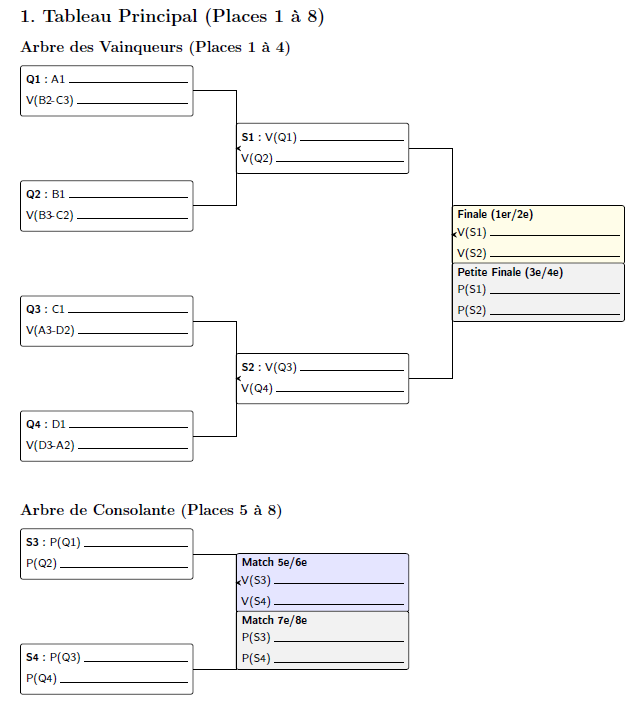 1. Tableau Principal (Places 1 à 8)
Arbre des Vainqueurs (Places 1 à 4)
Q1 : A1
V(B2-C3)
S1 : V(Q1)
V(Q2)
Q2 : B1
V(B3-C2)
Finale (1er/2e)
V(S1)
V(S2)
Petite Finale (3e/4e)
P(S1)
P(S2)
Q3 : C1
V(A3-D2)
S2 : V(Q3)
V(Q4)
Q4 : D1
V(D3-A2)
Arbre de Consolante (Places 5 à 8)
S3 : P(Q1)
P(Q2)
Match 5e/6e
V(S3)
V(S4)
Match 7e/8e
P(S3)
P(S4)
S4 : P(Q3)
P(Q4)